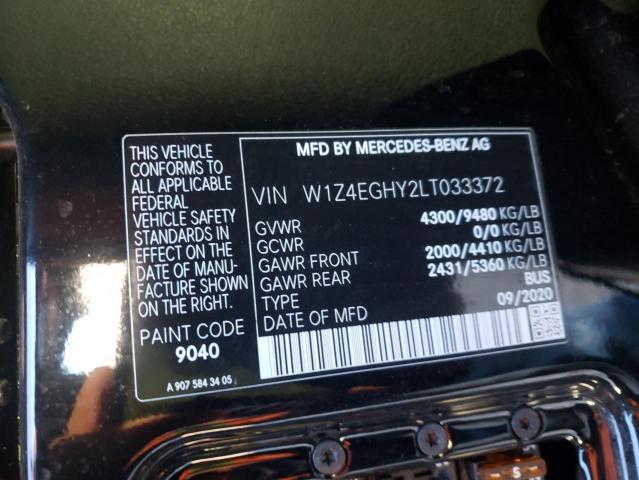 THIS VEHICLE
CONFORMS TO
ALL APPLICABLE
FEDERAL
VEHICLE SAFETY
STANDARDS IN
EFFECT ON THE
DATE OF MANU-
FACTURE SHOWN
ON THE RIGHT.
PAINT CODE
9040
A 907 584 34 05
MFD BY MERCEDES-BENZ AG
VIN W1Z4EGHY2LT033372
GVWR 4300/9480 KG/LB
GCWR 0/0 KG/LB
GAWR FRONT 2000/4410 KG/LB
GAWR REAR 2431/5360 KG/LB
TYPE BUS
DATE OF MFD 09/2020
5